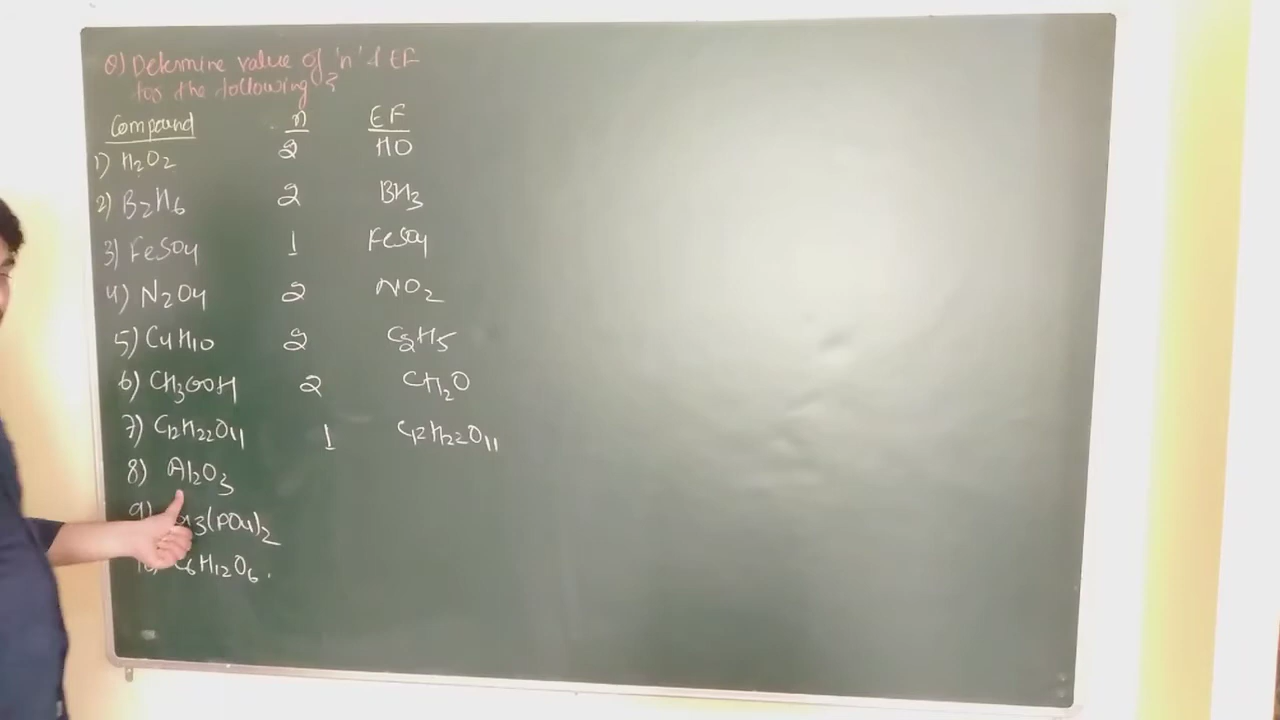 Q) Determine value of 'n' & EF
for the following?
Compound n EF
1) H2O2 2 HO
2) B2H6 2 BH3
3) FeSO4 1 FeSO4
4) N2O4 2 NO2
5) C4H10 2 C2H5
6) CH3COOH 2 CH2O
7) C12H22O11 1 C12H22O11
8) Al2O3
9) 3(PO4)2
10) C6H12O6.